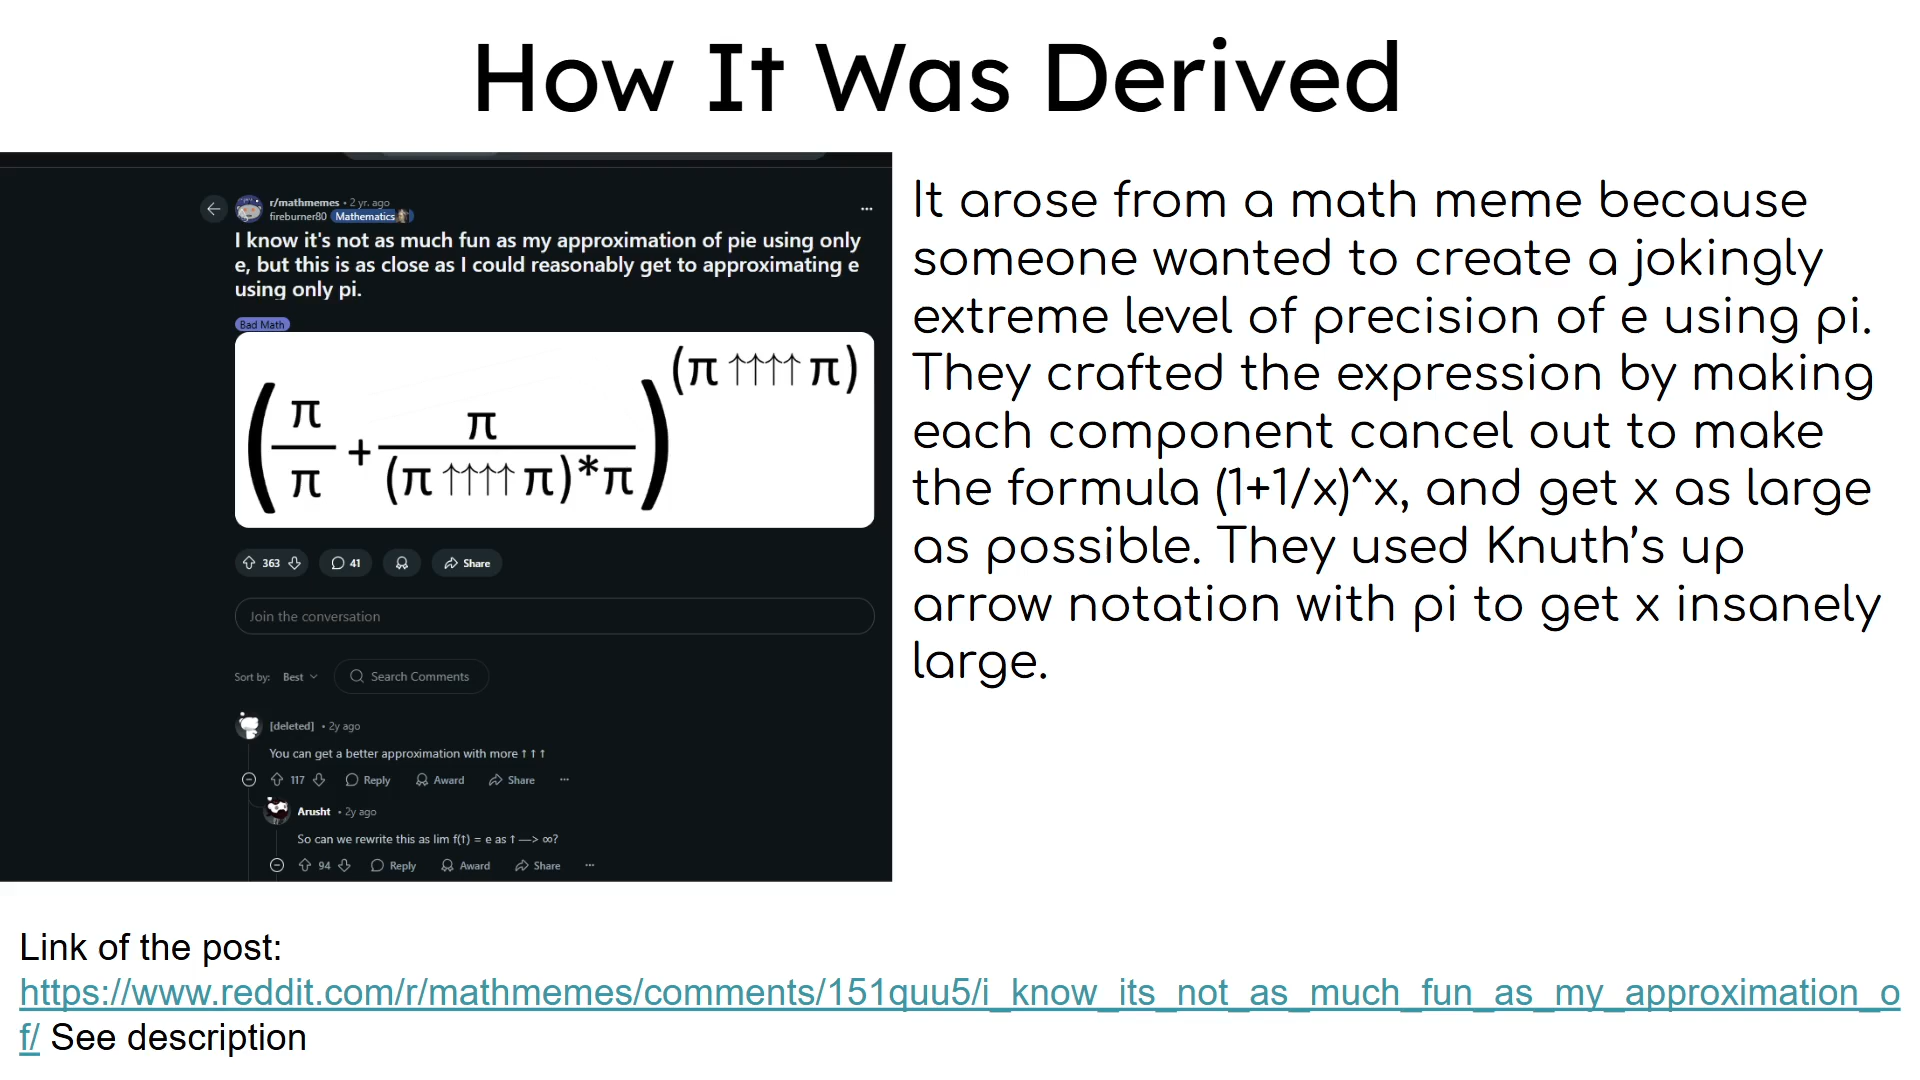 How It Was Derived
r/mathmemes • 2 yr. ago
fireburner80 Mathematics
I know it's not as much fun as my approximation of pie using only
e, but this is as close as I could reasonably get to approximating e
using only pi.
Bad Math
(π/π + π/((π ↑↑↑↑ π)*π))^(π ↑↑↑↑ π)
363 41 Share
Join the conversation
Sort by: Best Search Comments
[deleted] • 2y ago
You can get a better approximation with more ↑ ↑ ↑
117 Reply Award Share ...
Arusht • 2y ago
So can we rewrite this as lim f(↑) = e as ↑ —> ∞?
94 Reply Award Share ...
It arose from a math meme because
someone wanted to create a jokingly
extreme level of precision of e using pi.
They crafted the expression by making
each component cancel out to make
the formula (1+1/x)^x, and get x as large
as possible. They used Knuth’s up
arrow notation with pi to get x insanely
large.
Link of the post:
https://www.reddit.com/r/mathmemes/comments/151quu5/i_know_its_not_as_much_fun_as_my_approximation_o
f/ See description